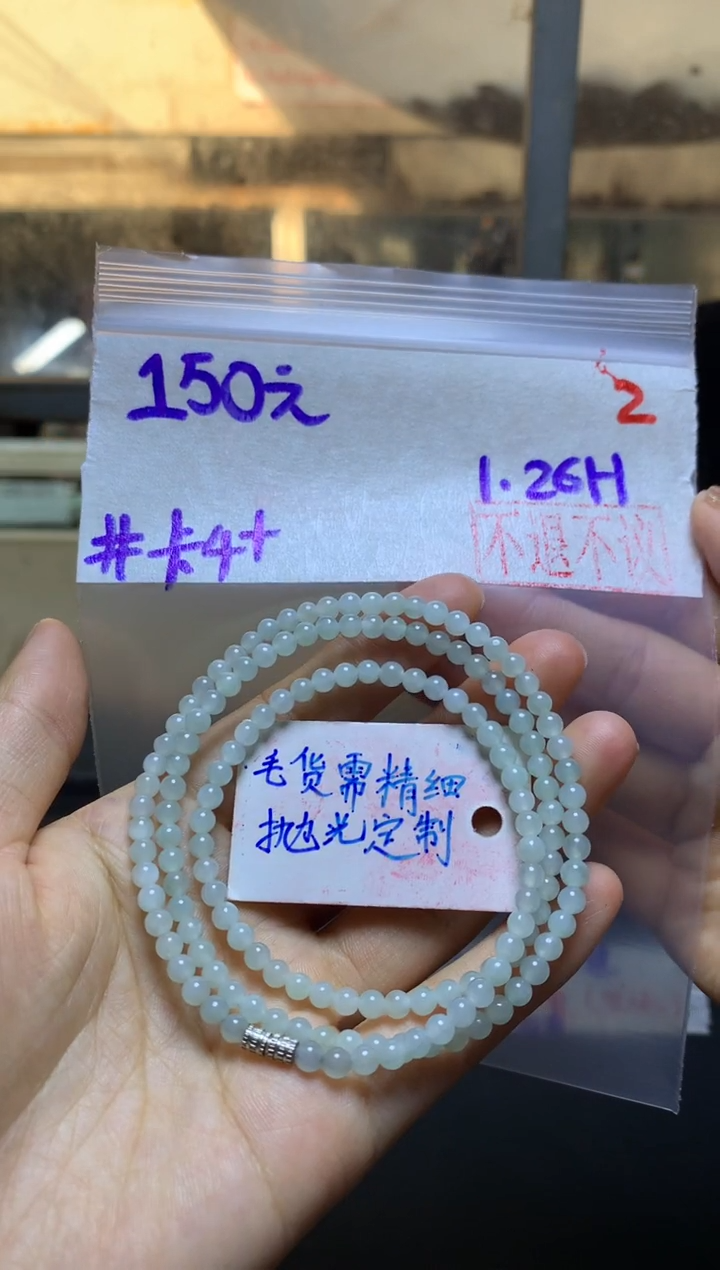 150元
2
1.26H
#卡4+
不退不议
毛货需精细
抛光定制